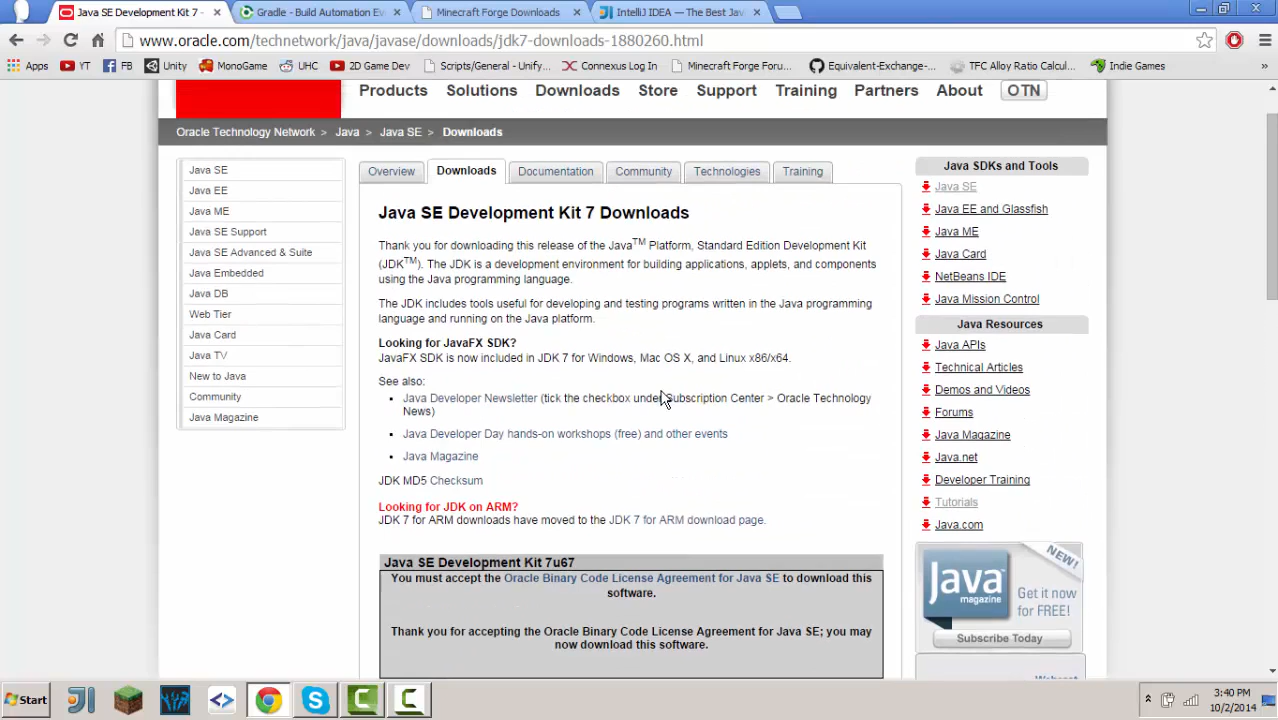 Java SE Development Kit 7 -
Gradle - Build Automation Ev
Minecraft Forge Downloads
IntelliJ IDEA — The Best Jav
www.oracle.com/technetwork/java/javase/downloads/jdk7-downloads-1880260.html
Apps
YT
FB
Unity
MonoGame
UHC
2D Game Dev
Scripts/General - Unify...
Connexus Log In
Minecraft Forge Foru...
Equivalent-Exchange-...
TFC Alloy Ratio Calcul...
Indie Games
»
Products Solutions Downloads Store Support Training Partners About OTN
Oracle Technology Network > Java > Java SE > Downloads
Java SE
Java EE
Java ME
Java SE Support
Java SE Advanced & Suite
Java Embedded
Java DB
Web Tier
Java Card
Java TV
New to Java
Community
Java Magazine
Overview Downloads Documentation Community Technologies Training
Java SE Development Kit 7 Downloads
Thank you for downloading this release of the Java™ Platform, Standard Edition Development Kit
(JDK™). The JDK is a development environment for building applications, applets, and components
using the Java programming language.
The JDK includes tools useful for developing and testing programs written in the Java programming
language and running on the Java platform.
Looking for JavaFX SDK?
JavaFX SDK is now included in JDK 7 for Windows, Mac OS X, and Linux x86/x64.
See also:
Java Developer Newsletter (tick the checkbox under Subscription Center > Oracle Technology
News)
Java Developer Day hands-on workshops (free) and other events
Java Magazine
JDK MD5 Checksum
Looking for JDK on ARM?
JDK 7 for ARM downloads have moved to the JDK 7 for ARM download page.
Java SE Development Kit 7u67
You must accept the Oracle Binary Code License Agreement for Java SE to download this
software.
Thank you for accepting the Oracle Binary Code License Agreement for Java SE; you may
now download this software.
Java SDKs and Tools
Java SE
Java EE and Glassfish
Java ME
Java Card
NetBeans IDE
Java Mission Control
Java Resources
Java APIs
Technical Articles
Demos and Videos
Forums
Java Magazine
Java.net
Developer Training
Tutorials
Java.com
NEW!
Java
magazine
Get it now
for FREE!
Subscribe Today
Start
3:40 PM
10/2/2014